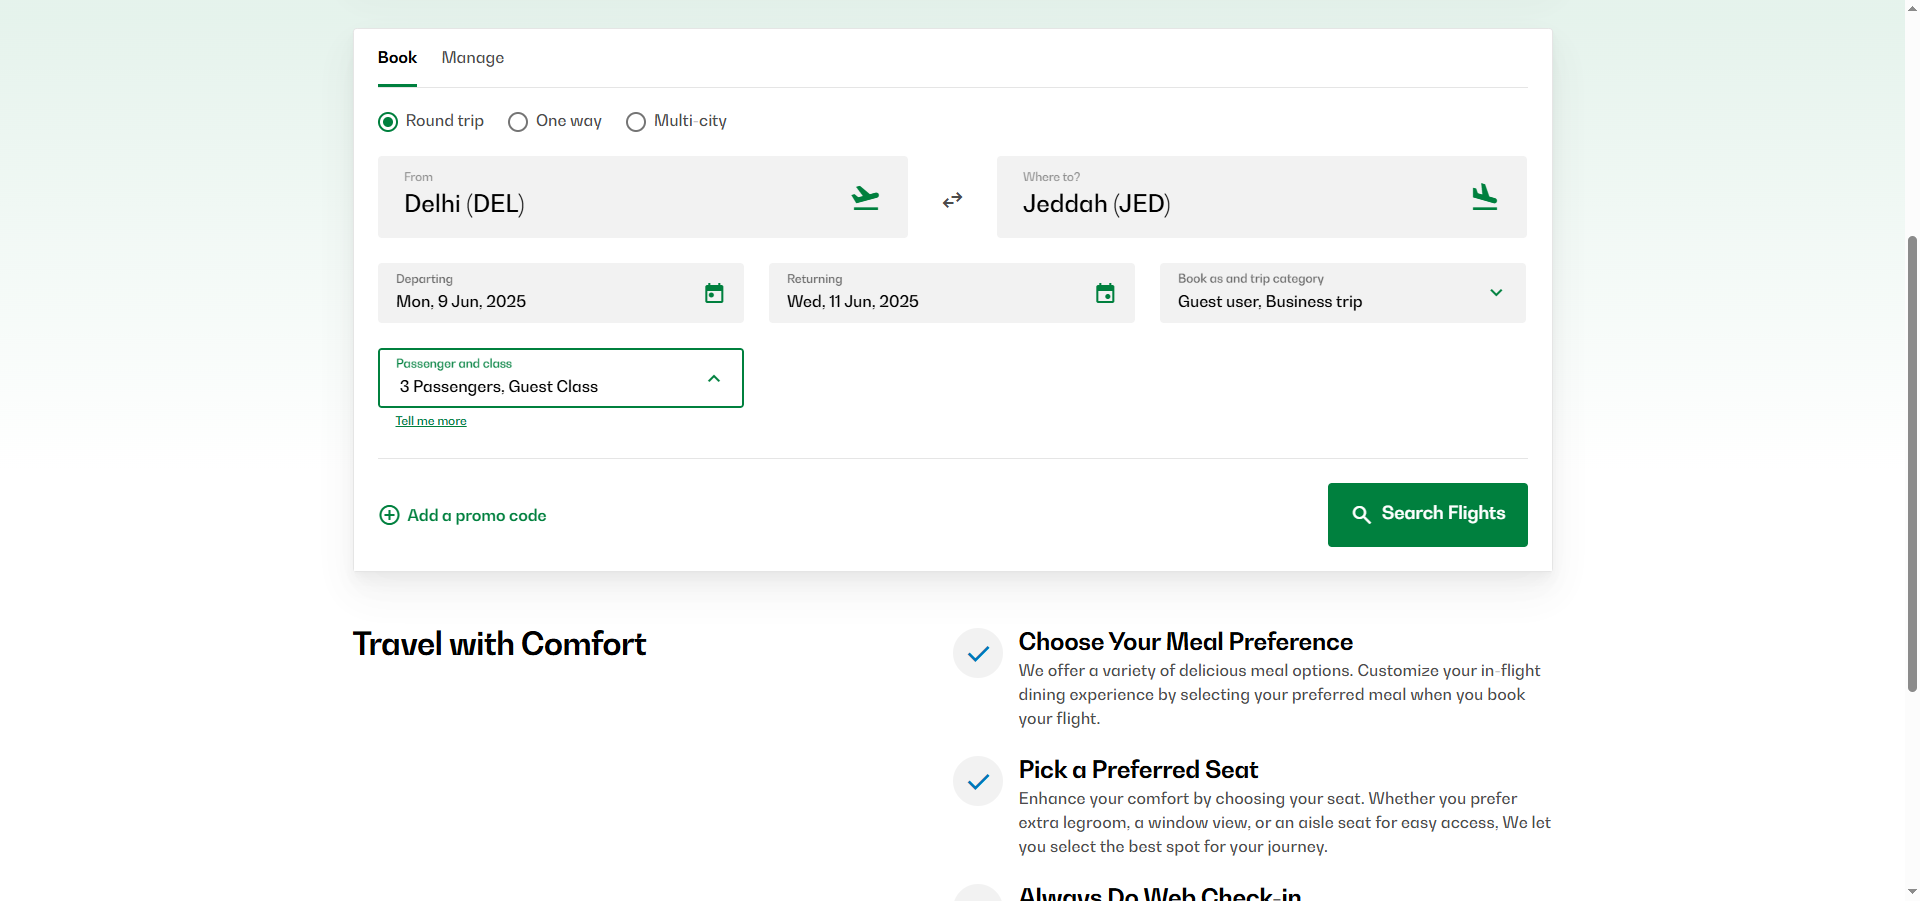 Book
Manage
Round trip
One way
Multi-city
From
Delhi (DEL)
Where to?
Jeddah (JED)
Departing
Mon, 9 Jun, 2025
Returning
Wed, 11 Jun, 2025
Book as and trip category
Guest user, Business trip
Passenger and class
3 Passengers, Guest Class
Tell me more
Add a promo code
Search Flights
Travel with Comfort
Choose Your Meal Preference
We offer a variety of delicious meal options. Customize your in-flight
dining experience by selecting your preferred meal when you book
your flight.
Pick a Preferred Seat
Enhance your comfort by choosing your seat. Whether you prefer
extra legroom, a window view, or an aisle seat for easy access, We let
you select the best spot for your journey.
Always Do Web Check-in